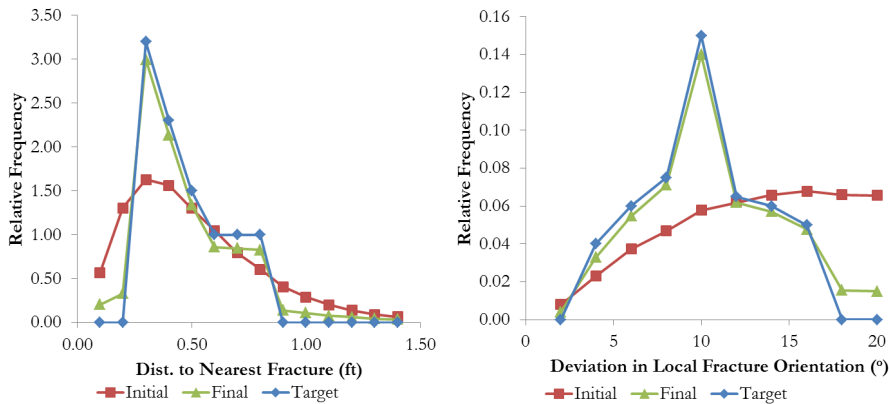 3.50
3.00
2.50
2.00
1.50
1.00
0.50
0.00
Relative Frequency
0.00 0.50 1.00 1.50
Dist. to Nearest Fracture (ft)
Initial Final Target
0.16
0.14
0.12
0.10
0.08
0.06
0.04
0.02
0.00
Relative Frequency
0 5 10 15 20
Deviation in Local Fracture Orientation (º)
Initial Final Target